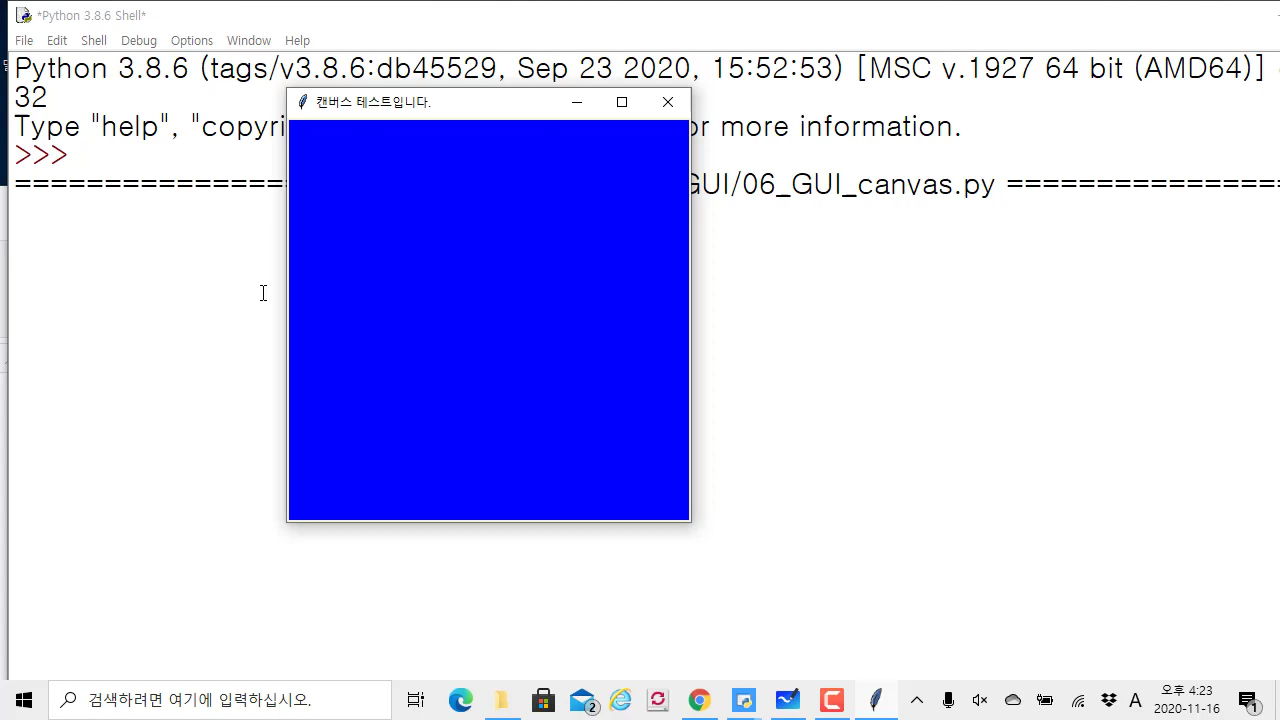 *Python 3.8.6 Shell*
File Edit Shell Debug Options Window Help
Python 3.8.6 (tags/v3.8.6:db45529, Sep 23 2020, 15:52:53) [MSC v.1927 64 bit (AMD64)]
32
캔버스 테스트입니다.
Type "help", "copyri or more information.
>>>
================ GUI/06_GUI_canvas.py ================
검색하려면 여기에 입력하십시오.
2
A
오후 4:23
2020-11-16
1